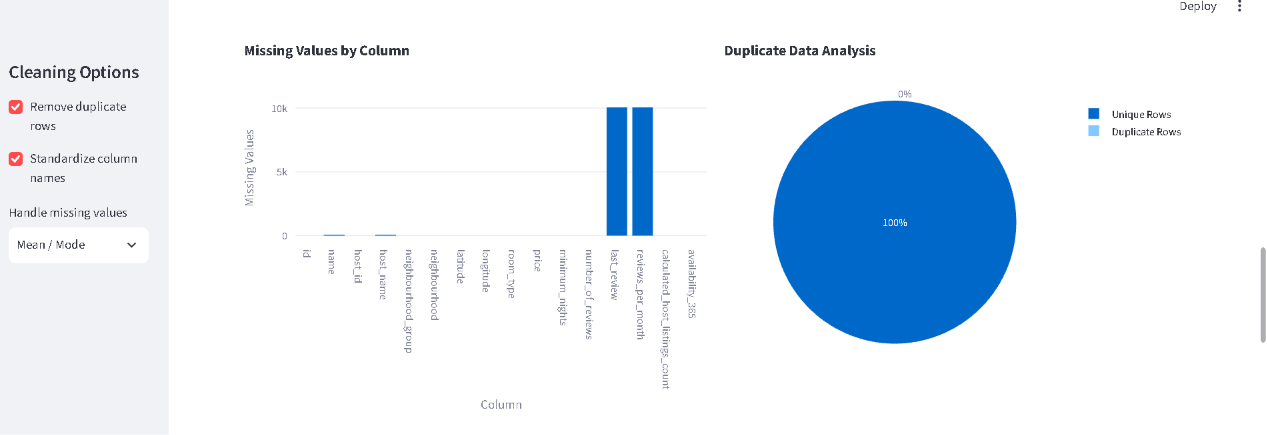 Deploy
Cleaning Options
Remove duplicate
rows
Standardize column
names
Handle missing values
Mean / Mode
Missing Values by Column
10k
5k
0
Missing Values
id
name
host_id
host_name
neighbourhood_group
neighbourhood
latitude
longitude
room_type
price
minimum_nights
number_of_reviews
last_review
reviews_per_month
calculated_host_listings_count
availability_365
Column
Duplicate Data Analysis
0%
100%
Unique Rows
Duplicate Rows